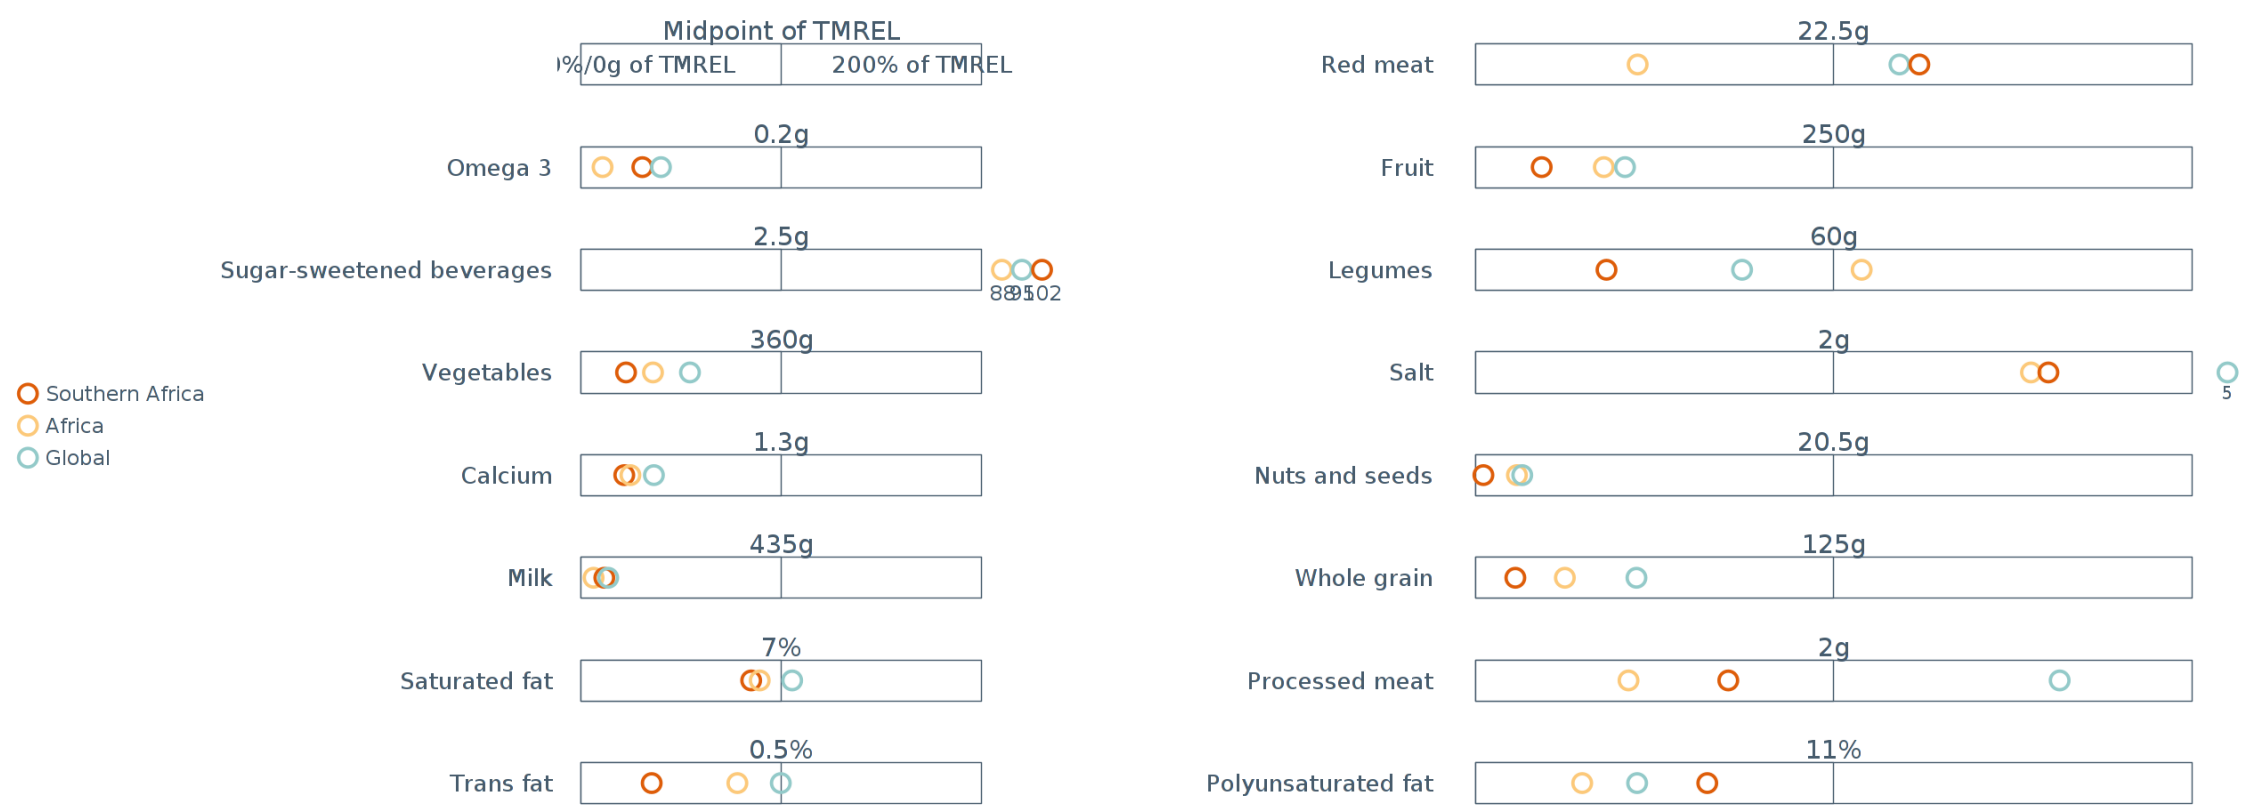 Midpoint of TMREL
0%/0g of TMREL 200% of TMREL
0.2g
Omega 3
2.5g
Sugar-sweetened beverages
88 95 102
360g
Vegetables
1.3g
Calcium
435g
Milk
7%
Saturated fat
0.5%
Trans fat
Southern Africa
Africa
Global
22.5g
Red meat
250g
Fruit
60g
Legumes
2g
Salt
5
20.5g
Nuts and seeds
125g
Whole grain
2g
Processed meat
11%
Polyunsaturated fat